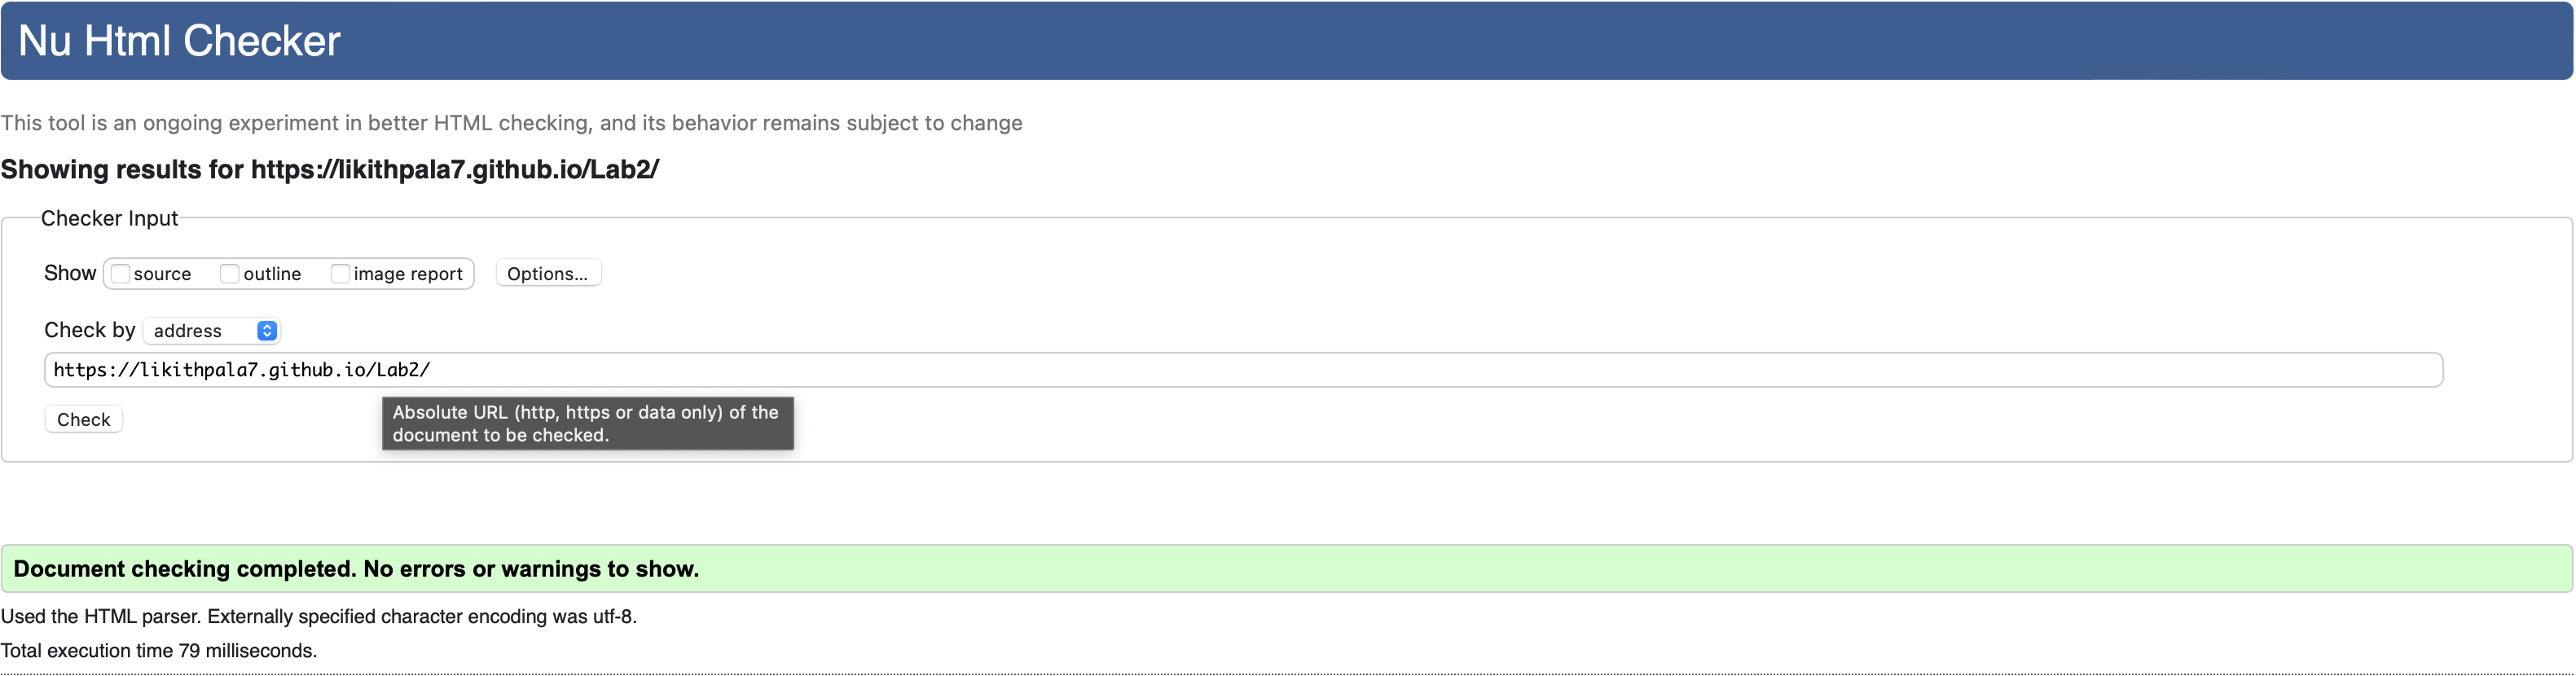 Nu Html Checker
This tool is an ongoing experiment in better HTML checking, and its behavior remains subject to change
Showing results for https://likithpala7.github.io/Lab2/
Checker Input
Show source outline image report Options...
Check by address
https://likithpala7.github.io/Lab2/
Check
Absolute URL (http, https or data only) of the
document to be checked.
Document checking completed. No errors or warnings to show.
Used the HTML parser. Externally specified character encoding was utf-8.
Total execution time 79 milliseconds.